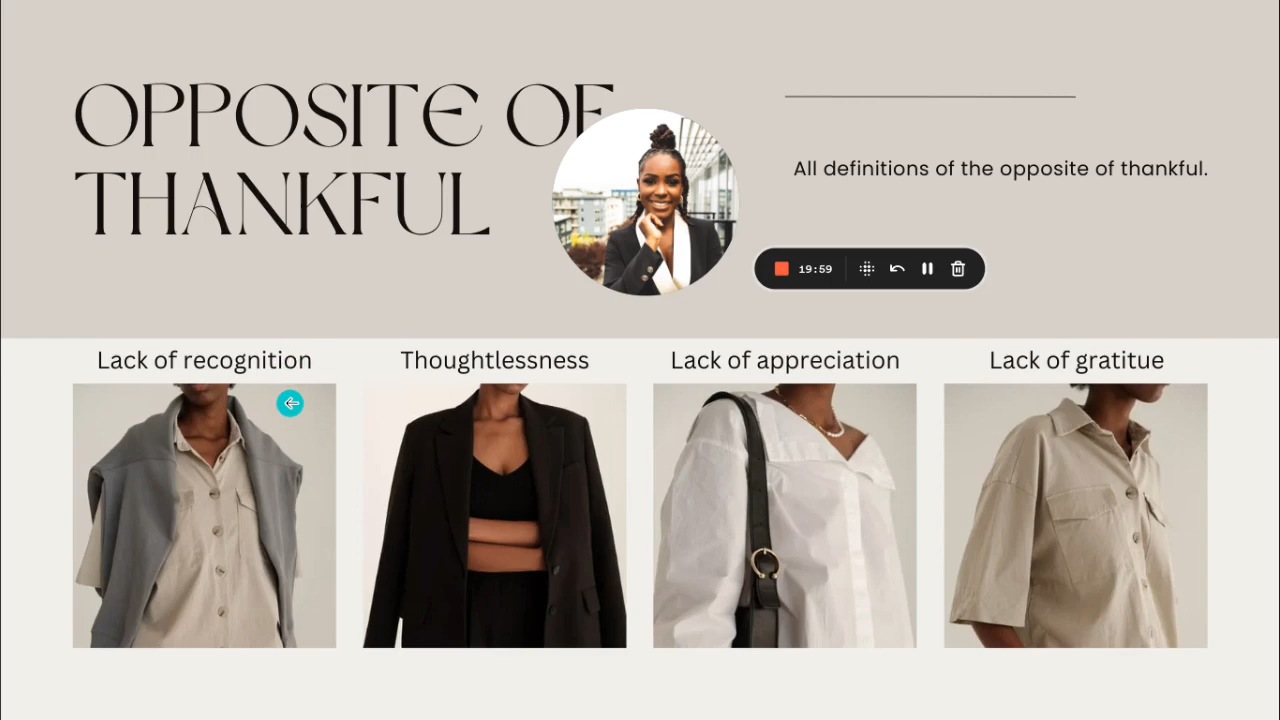 OPPOSITE OF
THANKFUL
All definitions of the opposite of thankful.
19:59
Lack of recognition
Thoughtlessness
Lack of appreciation
Lack of gratitue